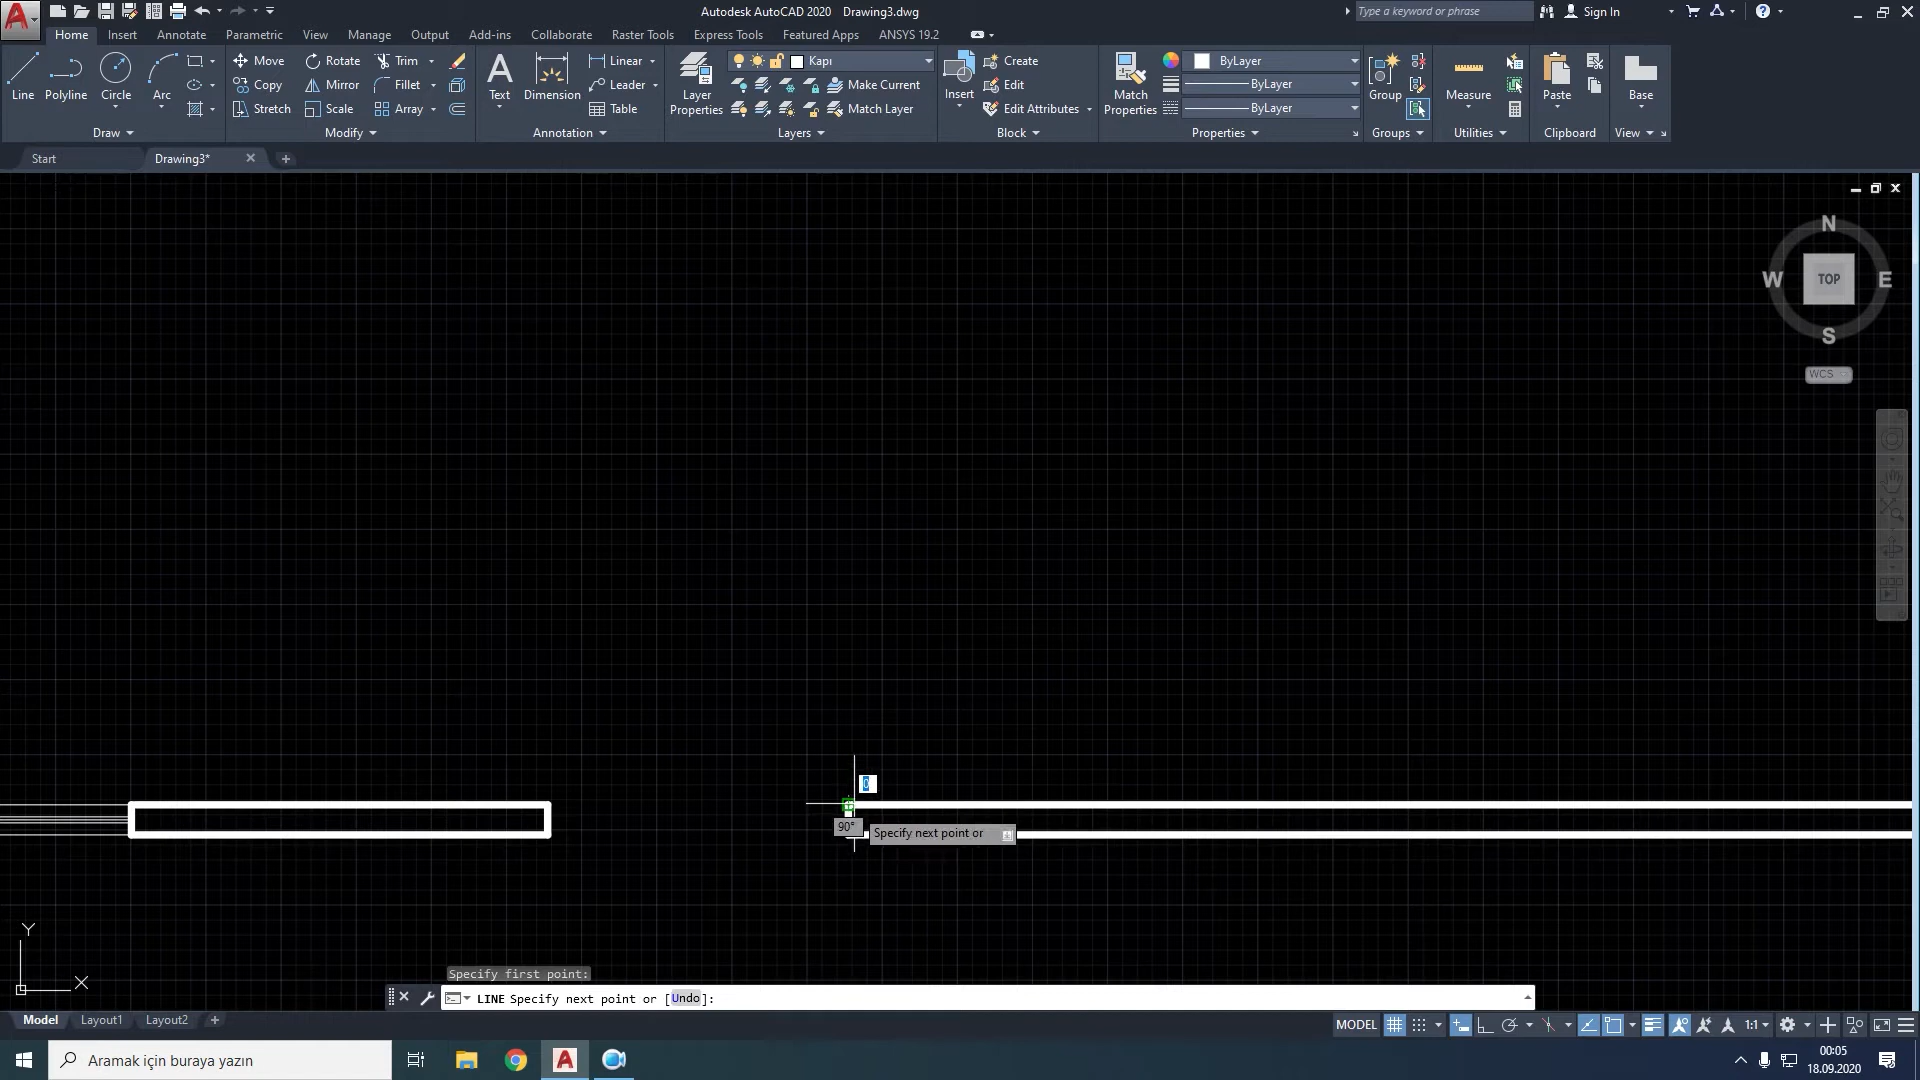 Autodesk AutoCAD 2020 Drawing3.dwg
Type a keyword or phrase
Sign In
Home Insert Annotate Parametric View Manage Output Add-ins Collaborate Raster Tools Express Tools Featured Apps ANSYS 19.2
Move Rotate Trim Linear Kapı Create ByLayer
Copy Mirror Fillet Leader Make Current Edit ByLayer
Line Polyline Circle Arc Text Dimension Layer Properties Insert Match Properties Group Measure Paste Base
Stretch Scale Array Table Match Layer Edit Attributes ByLayer
Draw Modify Annotation Layers Block Properties Groups Utilities Clipboard View
Start Drawing3*
N
W TOP E
S
WCS
0
90° Specify next point or
Y
X
Specify first point:
LINE Specify next point or [Undo]:
Model Layout1 Layout2
MODEL 1:1
Aramak için buraya yazın
00:05
18.09.2020